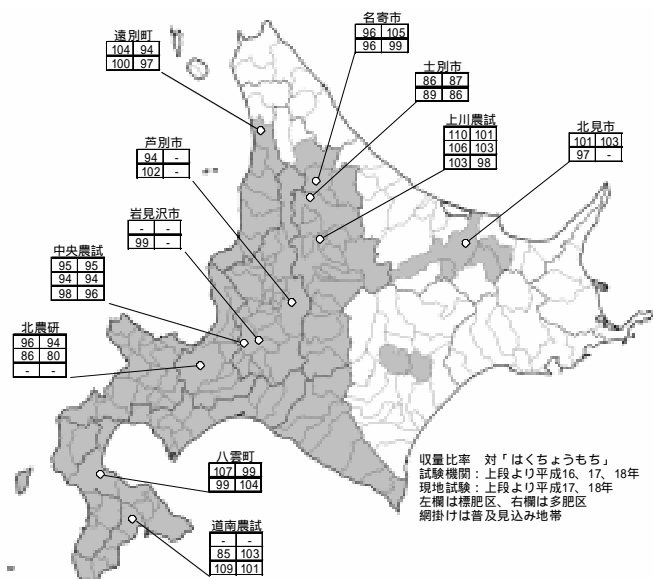 名寄市
96 105
96 99
遠別町
104 94
100 97
士別市
86 87
89 86
上川農試
110 101
106 103
103 98
北見市
101 103
97 -
芦別市
94 -
102 -
岩見沢市
- -
99 -
中央農試
95 95
94 94
98 96
北農研
96 94
86 80
- -
八雲町
107 99
99 104
道南農試
- -
85 103
109 101
収量比率 対「はくちょうもち」
試験機関：上段より平成16、17、18年
現地試験：上段より平成17、18年
左欄は標肥区、右欄は多肥区
網掛けは普及見込み地帯